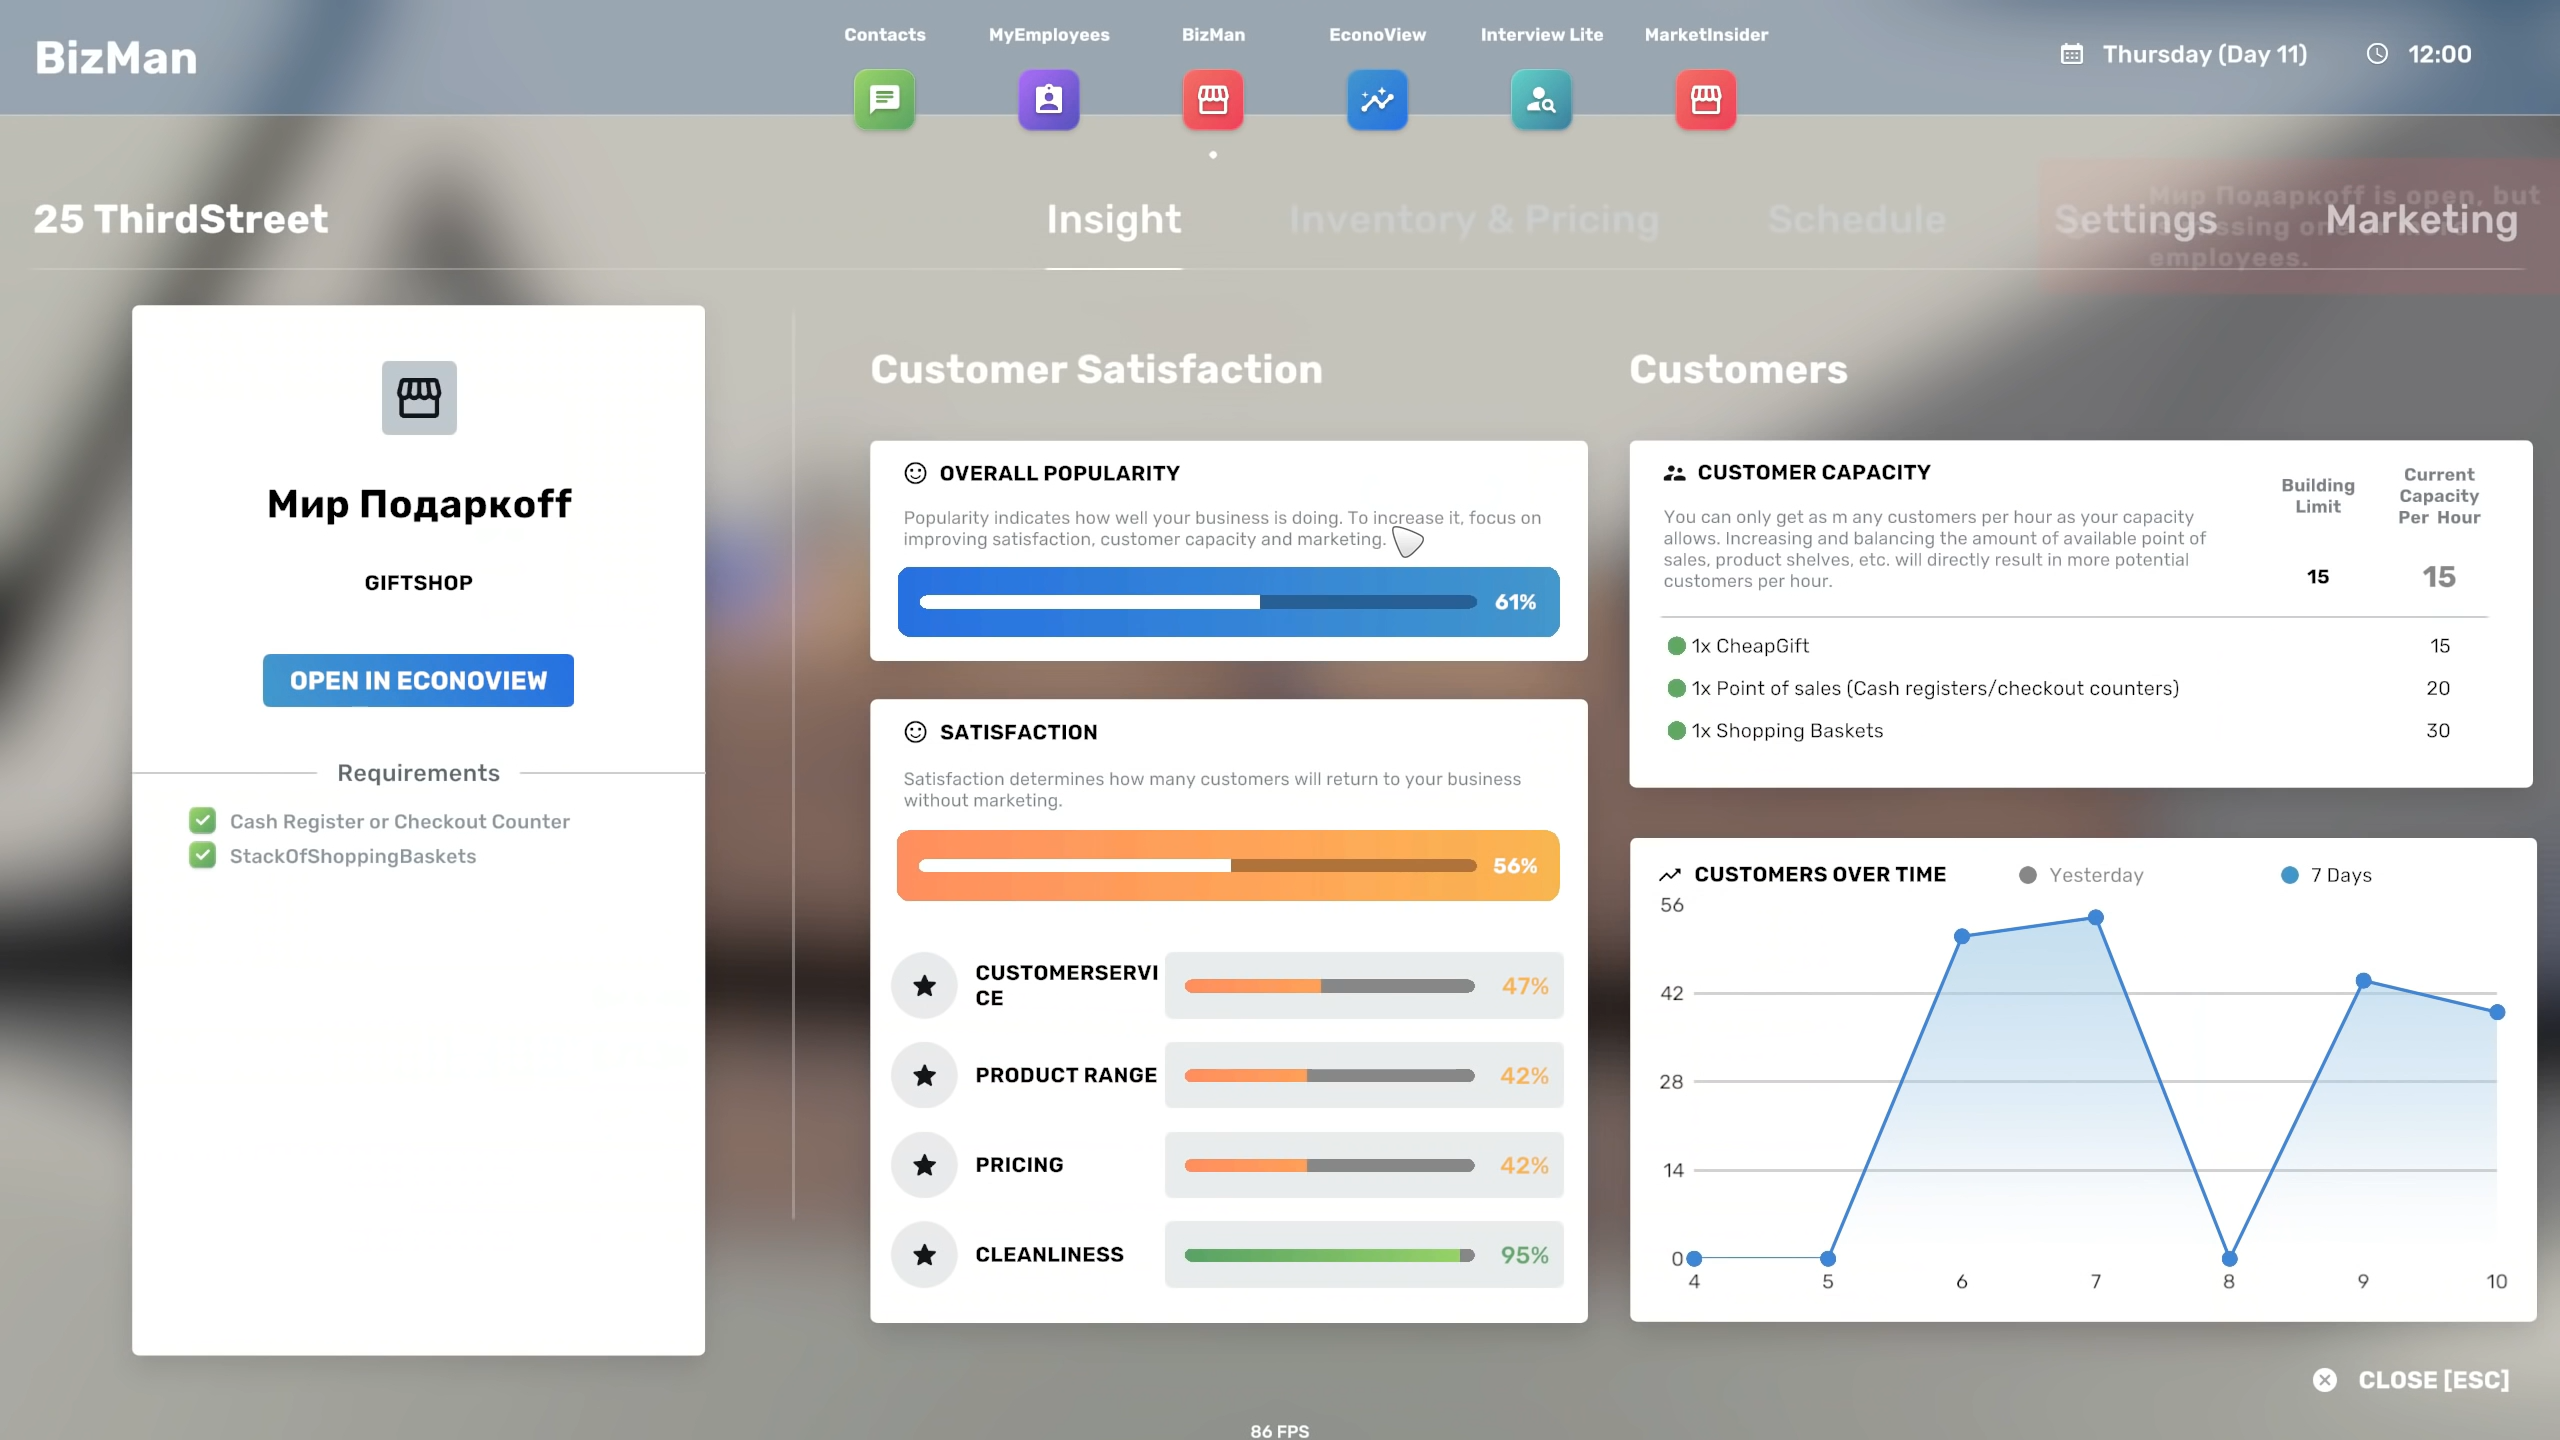 BizMan
Contacts
MyEmployees
BizMan
EconoView
Interview Lite
MarketInsider
Thursday (Day 11)
12:00
25 ThirdStreet
Insight
Inventory & Pricing
Schedule
Settings
Marketing
Мир Подаркоff is open, but
employees.
Мир Подаркоff
GIFTSHOP
OPEN IN ECONOVIEW
Requirements
Cash Register or Checkout Counter
StackOfShoppingBaskets
Customer Satisfaction
OVERALL POPULARITY
Popularity indicates how well your business is doing. To increase it, focus on
improving satisfaction, customer capacity and marketing.
61%
SATISFACTION
Satisfaction determines how many customers will return to your business
without marketing.
56%
CUSTOMERSERVI
CE
47%
PRODUCT RANGE
42%
PRICING
42%
CLEANLINESS
95%
Customers
CUSTOMER CAPACITY
You can only get as m any customers per hour as your capacity
allows. Increasing and balancing the amount of available point of
sales, product shelves, etc. will directly result in more potential
customers per hour.
Building
Limit
15
Current
Capacity
Per Hour
15
1x CheapGift
15
1x Point of sales (Cash registers/checkout counters)
20
1x Shopping Baskets
30
CUSTOMERS OVER TIME
Yesterday
7 Days
56
42
28
14
0
4
5
6
7
8
9
10
CLOSE [ESC]
86 FPS